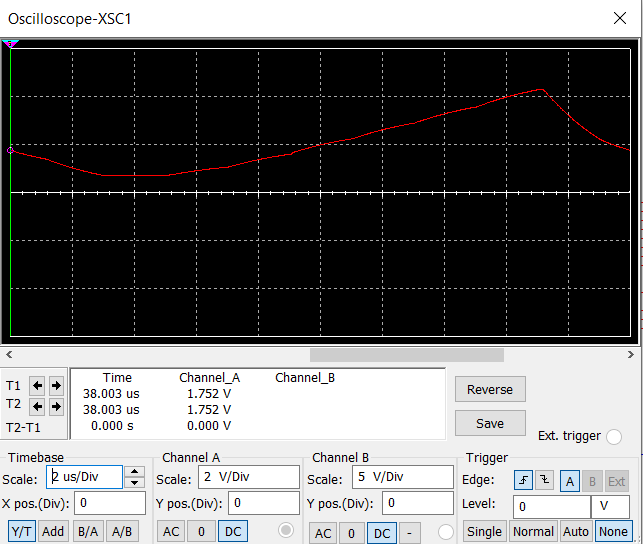 Oscilloscope-XSC1
T1
T2
T2-T1
Time Channel_A Channel_B
38.003 us 1.752 V
38.003 us 1.752 V
0.000 s 0.000 V
Reverse
Save
Ext. trigger
Timebase
Scale: 2 us/Div
X pos.(Div): 0
Y/T Add B/A A/B
Channel A
Scale: 2 V/Div
Y pos.(Div): 0
AC 0 DC
Channel B
Scale: 5 V/Div
Y pos.(Div): 0
AC 0 DC -
Trigger
Edge: A B Ext
Level: 0 V
Single Normal Auto None